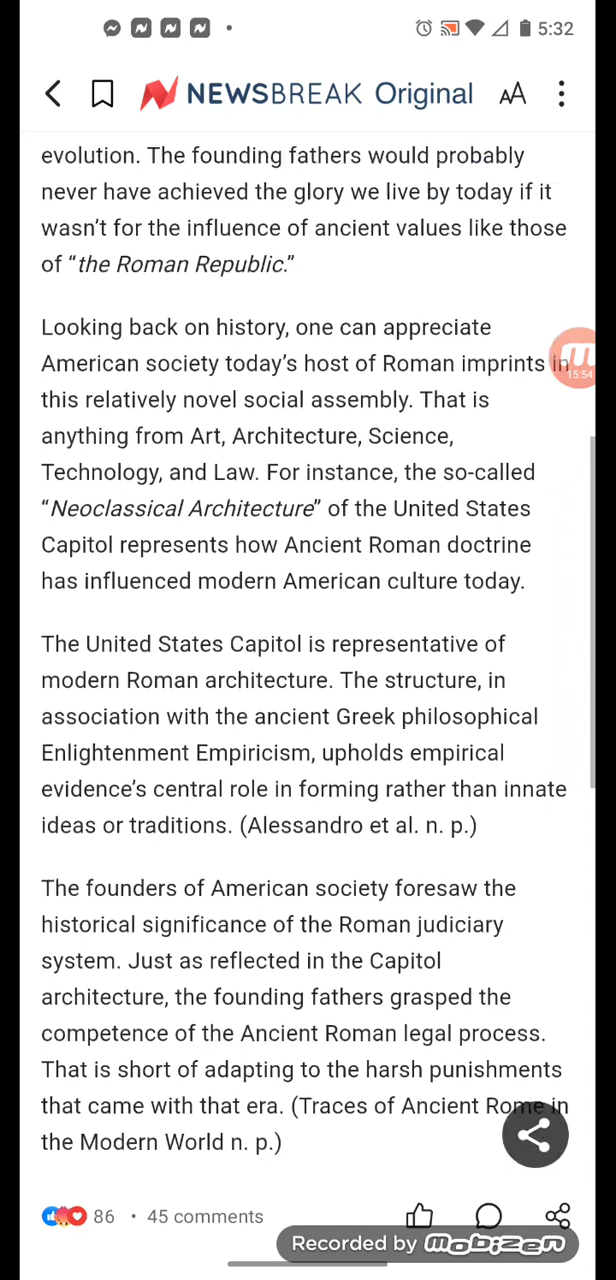 5:32
NEWSBREAK Original AA
evolution. The founding fathers would probably
never have achieved the glory we live by today if it
wasn’t for the influence of ancient values like those
of “the Roman Republic.”
Looking back on history, one can appreciate
American society today’s host of Roman imprints in
15:54
this relatively novel social assembly. That is
anything from Art, Architecture, Science,
Technology, and Law. For instance, the so-called
“Neoclassical Architecture” of the United States
Capitol represents how Ancient Roman doctrine
has influenced modern American culture today.
The United States Capitol is representative of
modern Roman architecture. The structure, in
association with the ancient Greek philosophical
Enlightenment Empiricism, upholds empirical
evidence’s central role in forming rather than innate
ideas or traditions. (Alessandro et al. n. p.)
The founders of American society foresaw the
historical significance of the Roman judiciary
system. Just as reflected in the Capitol
architecture, the founding fathers grasped the
competence of the Ancient Roman legal process.
That is short of adapting to the harsh punishments
that came with that era. (Traces of Ancient Rome in
the Modern World n. p.)
86 • 45 comments
Recorded by mobizen